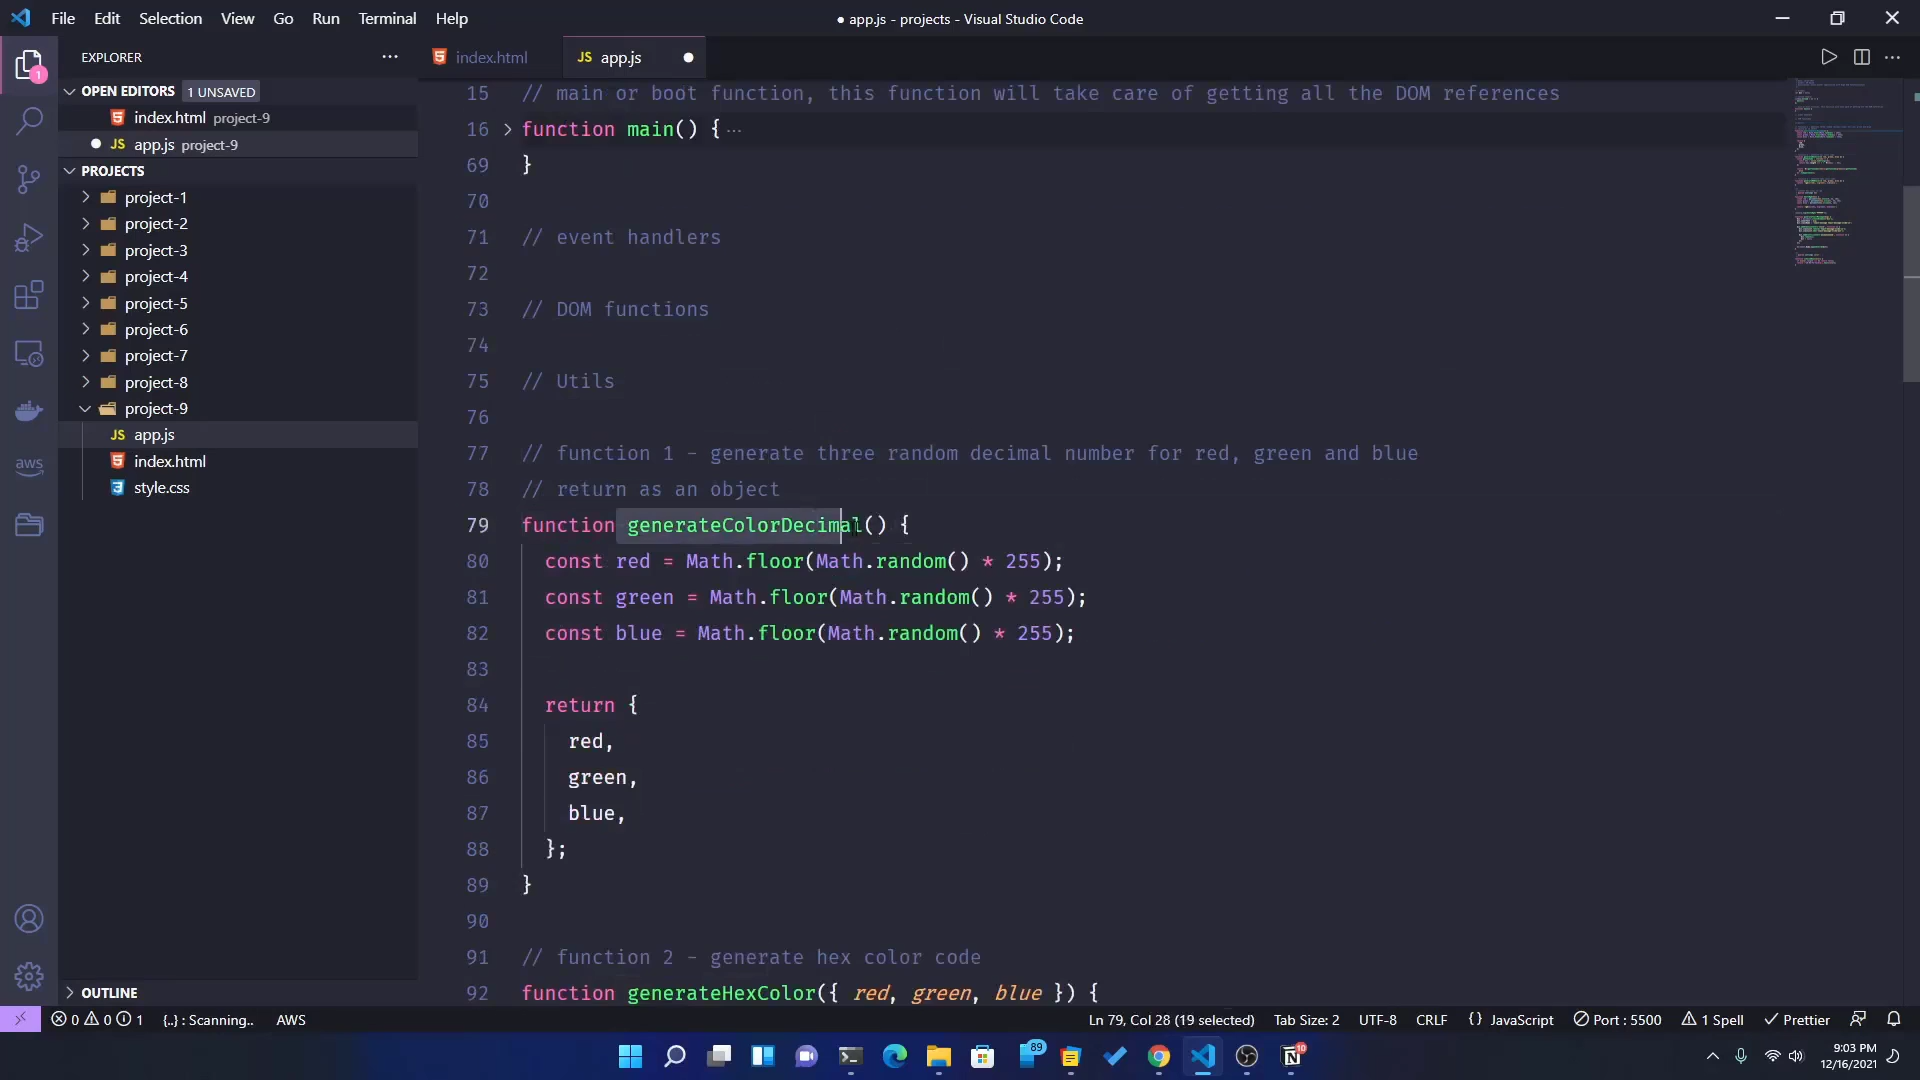 File Edit Selection View Go Run Terminal Help
● app.js - projects - Visual Studio Code
EXPLORER
OPEN EDITORS 1 UNSAVED
index.html project-9
JS app.js project-9
PROJECTS
project-1
project-2
project-3
project-4
project-5
project-6
project-7
project-8
project-9
JS app.js
index.html
style.css
OUTLINE
1
aws
index.html
JS app.js
15 // main or boot function, this function will take care of getting all the DOM references
16 function main() { ...
69 }
70
71 // event handlers
72
73 // DOM functions
74
75 // Utils
76
77 // function 1 - generate three random decimal number for red, green and blue
78 // return as an object
79 function generateColorDecimal() {
80 const red = Math.floor(Math.random() * 255);
81 const green = Math.floor(Math.random() * 255);
82 const blue = Math.floor(Math.random() * 255);
83
84 return {
85 red,
86 green,
87 blue,
88 };
89 }
90
91 // function 2 - generate hex color code
92 function generateHexColor({ red, green, blue }) {
0 0 1 {..} : Scanning.. AWS
Ln 79, Col 28 (19 selected) Tab Size: 2 UTF-8 CRLF {} JavaScript Port : 5500 1 Spell Prettier
89
10
9:03 PM
12/16/2021